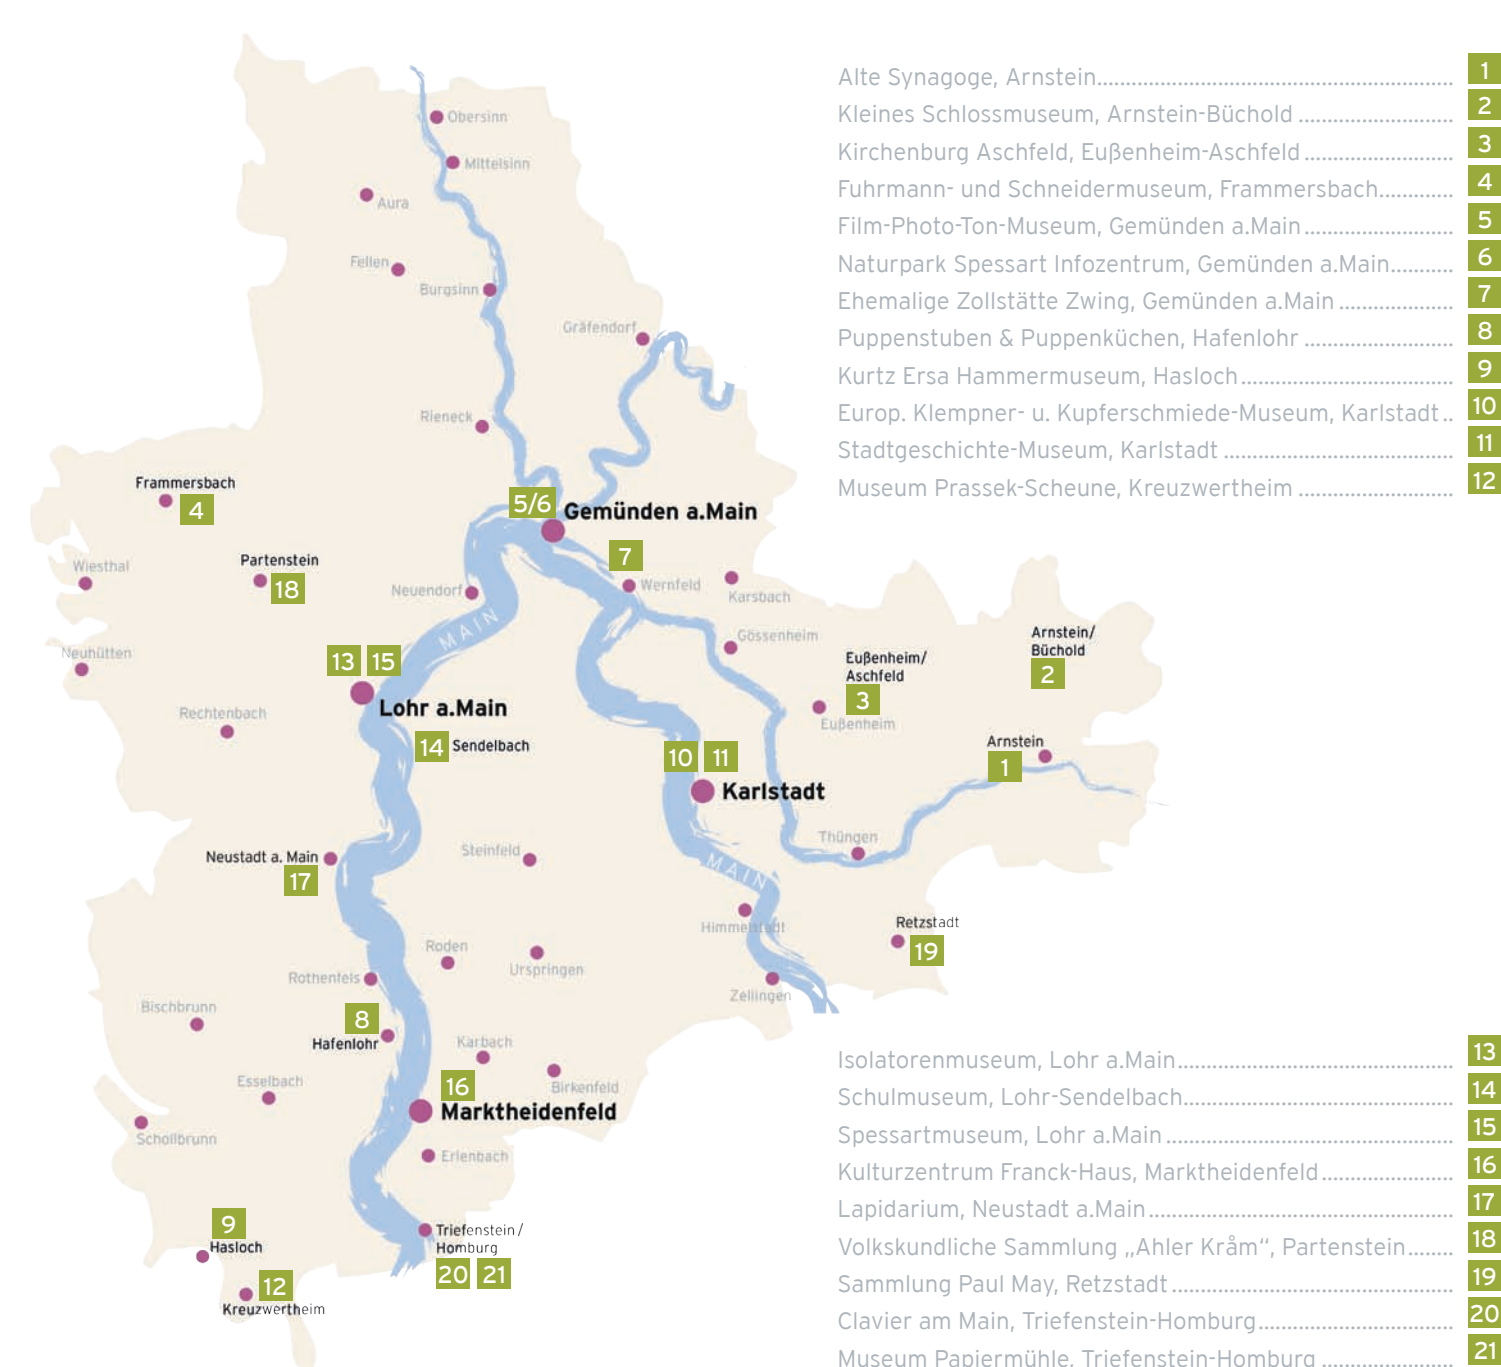 Alte Synagoge, Arnstein 1
Kleines Schlossmuseum, Arnstein-Büchold 2
Kirchenburg Aschfeld, Eußenheim-Aschfeld 3
Fuhrmann- und Schneidermuseum, Frammersbach 4
Film-Photo-Ton-Museum, Gemünden a.Main 5
Naturpark Spessart Infozentrum, Gemünden a.Main 6
Ehemalige Zollstätte Zwing, Gemünden a.Main 7
Puppenstuben & Puppenküchen, Hafenlohr 8
Kurtz Ersa Hammermuseum, Hasloch 9
Europ. Klempner- u. Kupferschmiede-Museum, Karlstadt 10
Stadtgeschichte-Museum, Karlstadt 11
Museum Prassek-Scheune, Kreuzwertheim 12
Obersinn
Mittelsinn
Aura
Fellen
Burgsinn
Gräfendorf
Rieneck
Frammersbach
4
5/6
Gemünden a.Main
7
Wernfeld
Karsbach
Wiesthal
Partenstein
18
Neuendorf
MAIN
Gössenheim
Neuhütten
13 15
Lohr a.Main
Eußenheim/
Aschfeld
3
Eußenheim
Arnstein/
Büchold
2
Rechtenbach
14 Sendelbach
10 11
Karlstadt
Arnstein
1
Thüngen
Neustadt a. Main
17
Steinfeld
MAIN
Himmelstadt
Retzstadt
19
Roden
Urspringen
Rothenfels
Zellingen
Bischbrunn
8
Hafenlohr
Karbach
Birkenfeld
Esselbach
16
Marktheidenfeld
Schollbrunn
Erlenbach
9
Hasloch
Triefenstein/
Homburg
20 21
12
Kreuzwertheim
Isolatorenmuseum, Lohr a.Main 13
Schulmuseum, Lohr-Sendelbach 14
Spessartmuseum, Lohr a.Main 15
Kulturzentrum Franck-Haus, Marktheidenfeld 16
Lapidarium, Neustadt a.Main 17
Volkskundliche Sammlung „Ahler Kråm“, Partenstein 18
Sammlung Paul May, Retzstadt 19
Clavier am Main, Triefenstein-Homburg 20
Museum Papiermühle, Triefenstein-Homburg 21